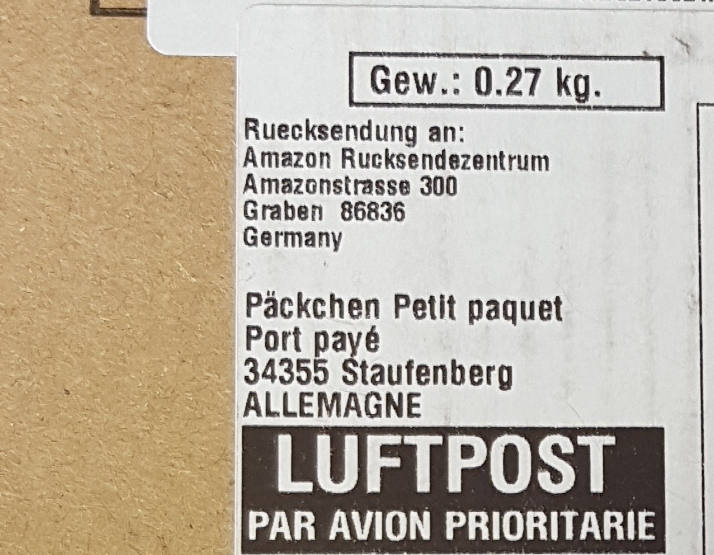 Gew.: 0.27 kg.
Ruecksendung an:
Amazon Rucksendezentrum
Amazonstrasse 300
Graben 86836
Germany
Päckchen Petit paquet
Port payé
34355 Staufenberg
ALLEMAGNE
LUFTPOST
PAR AVION PRIORITARIE